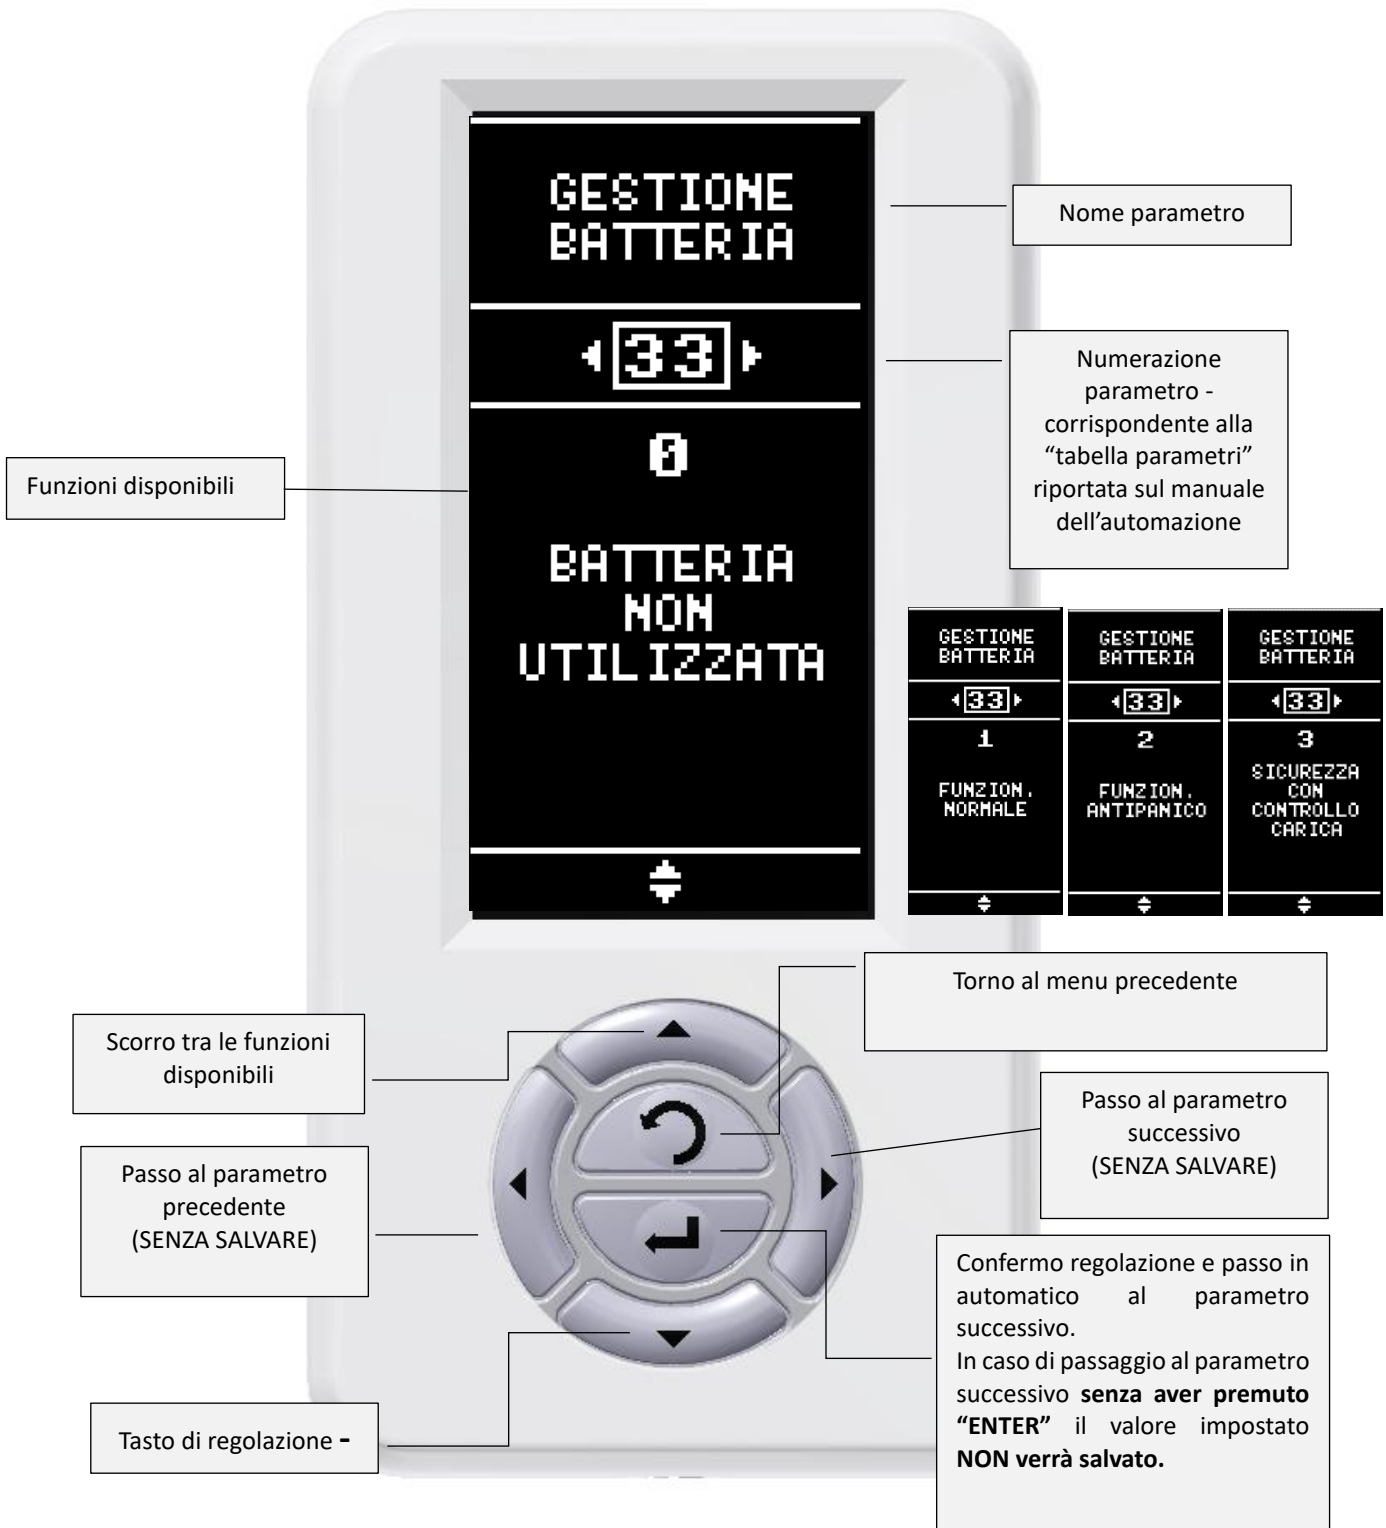 GESTIONE
BATTERIA
33
0
BATTERIA
NON
UTILIZZATA
Nome parametro
Numerazione
parametro -
corrispondente alla
“tabella parametri”
riportata sul manuale
dell’automazione
Funzioni disponibili
GESTIONE
BATTERIA
33
1
FUNZION.
NORMALE
GESTIONE
BATTERIA
33
2
FUNZION.
ANTIPANICO
GESTIONE
BATTERIA
33
3
SICUREZZA
CON
CONTROLLO
CARICA
Torno al menu precedente
Scorro tra le funzioni
disponibili
Passo al parametro
successivo
(SENZA SALVARE)
Passo al parametro
precedente
(SENZA SALVARE)
Confermo regolazione e passo in
automatico al parametro
successivo.
In caso di passaggio al parametro
successivo senza aver premuto
“ENTER” il valore impostato
NON verrà salvato.
Tasto di regolazione -